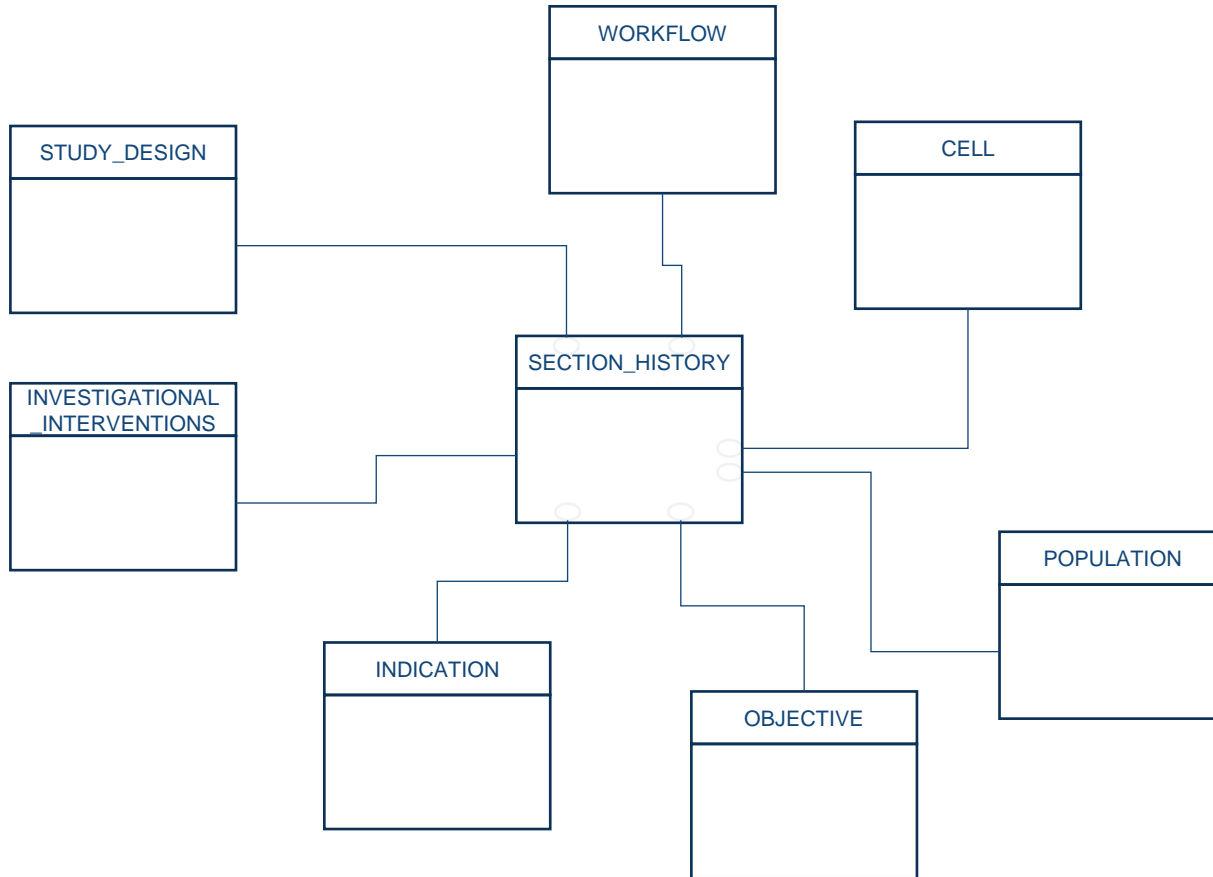 WORKFLOW
STUDY_DESIGN
CELL
SECTION_HISTORY
INVESTIGATIONAL
_INTERVENTIONS
POPULATION
INDICATION
OBJECTIVE